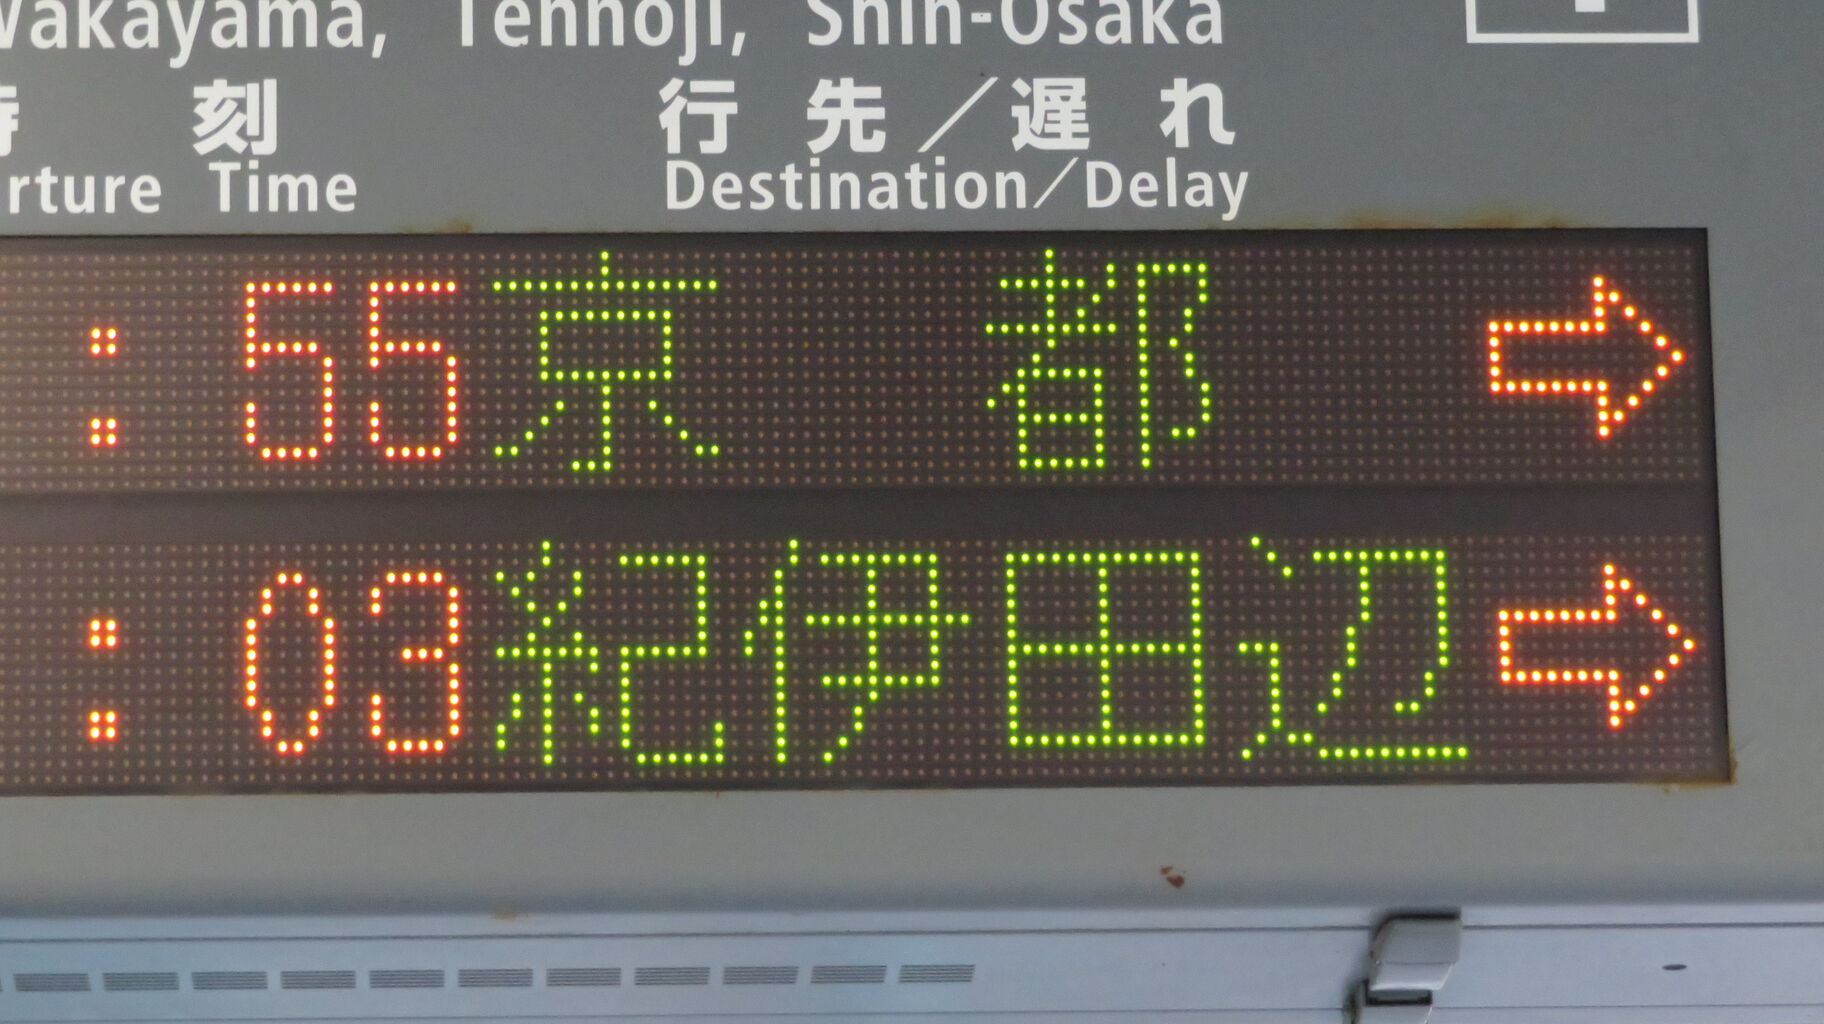 Wakayama, Tennoji, Shin-Osaka
時刻 行先／遅れ
rture Time Destination／Delay
:55 京都
:03 紀伊田辺